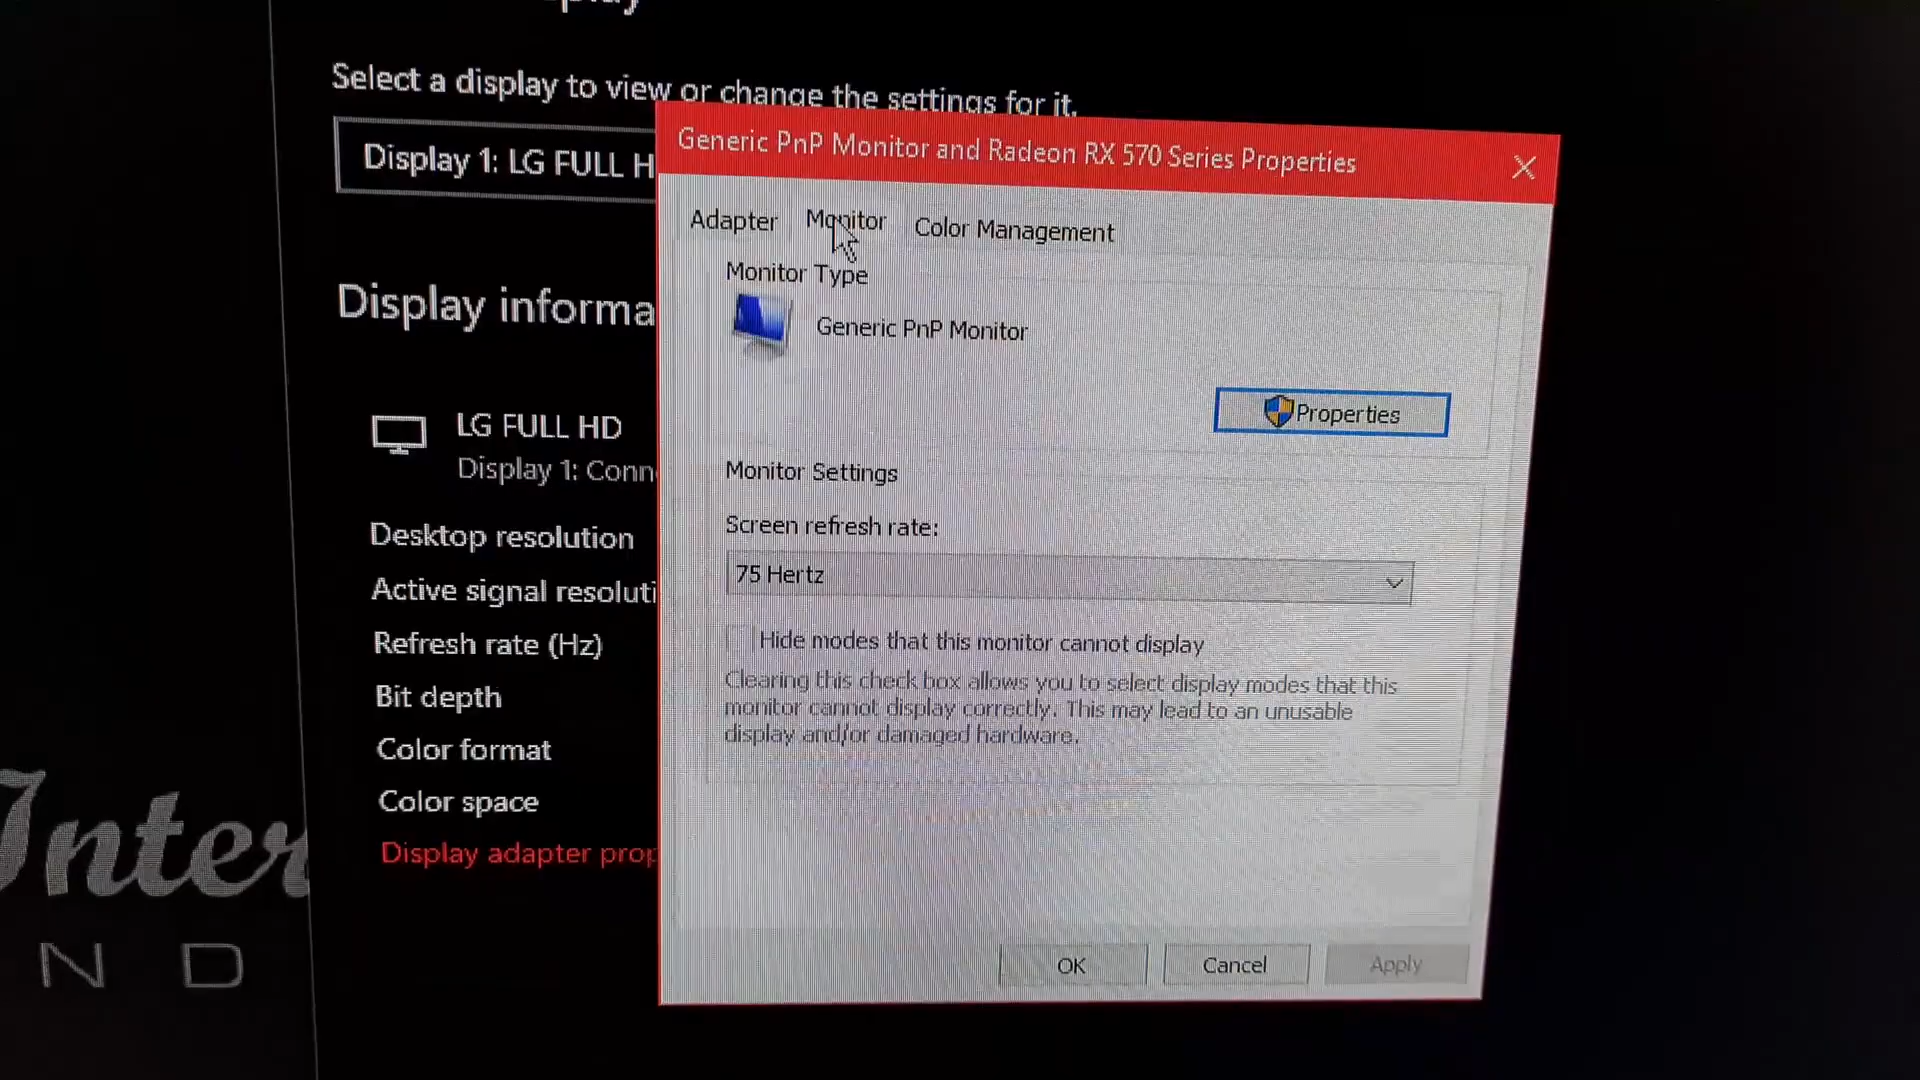 Select a display to view or change the settings for it.
Display 1: LG FULL H
Generic PnP Monitor and Radeon RX 570 Series Properties
Adapter Monitor Color Management
Monitor Type
Generic PnP Monitor
Properties
Display informa
LG FULL HD
Display 1: Conn
Monitor Settings
Screen refresh rate:
75 Hertz
Desktop resolution
Active signal resoluti
Refresh rate (Hz)
Bit depth
Color format
Color space
Display adapter prop
Hide modes that this monitor cannot display
Clearing this check box allows you to select display modes that this
monitor cannot display correctly. This may lead to an unusable
display and/or damaged hardware.
OK Cancel Apply
Inter
N D